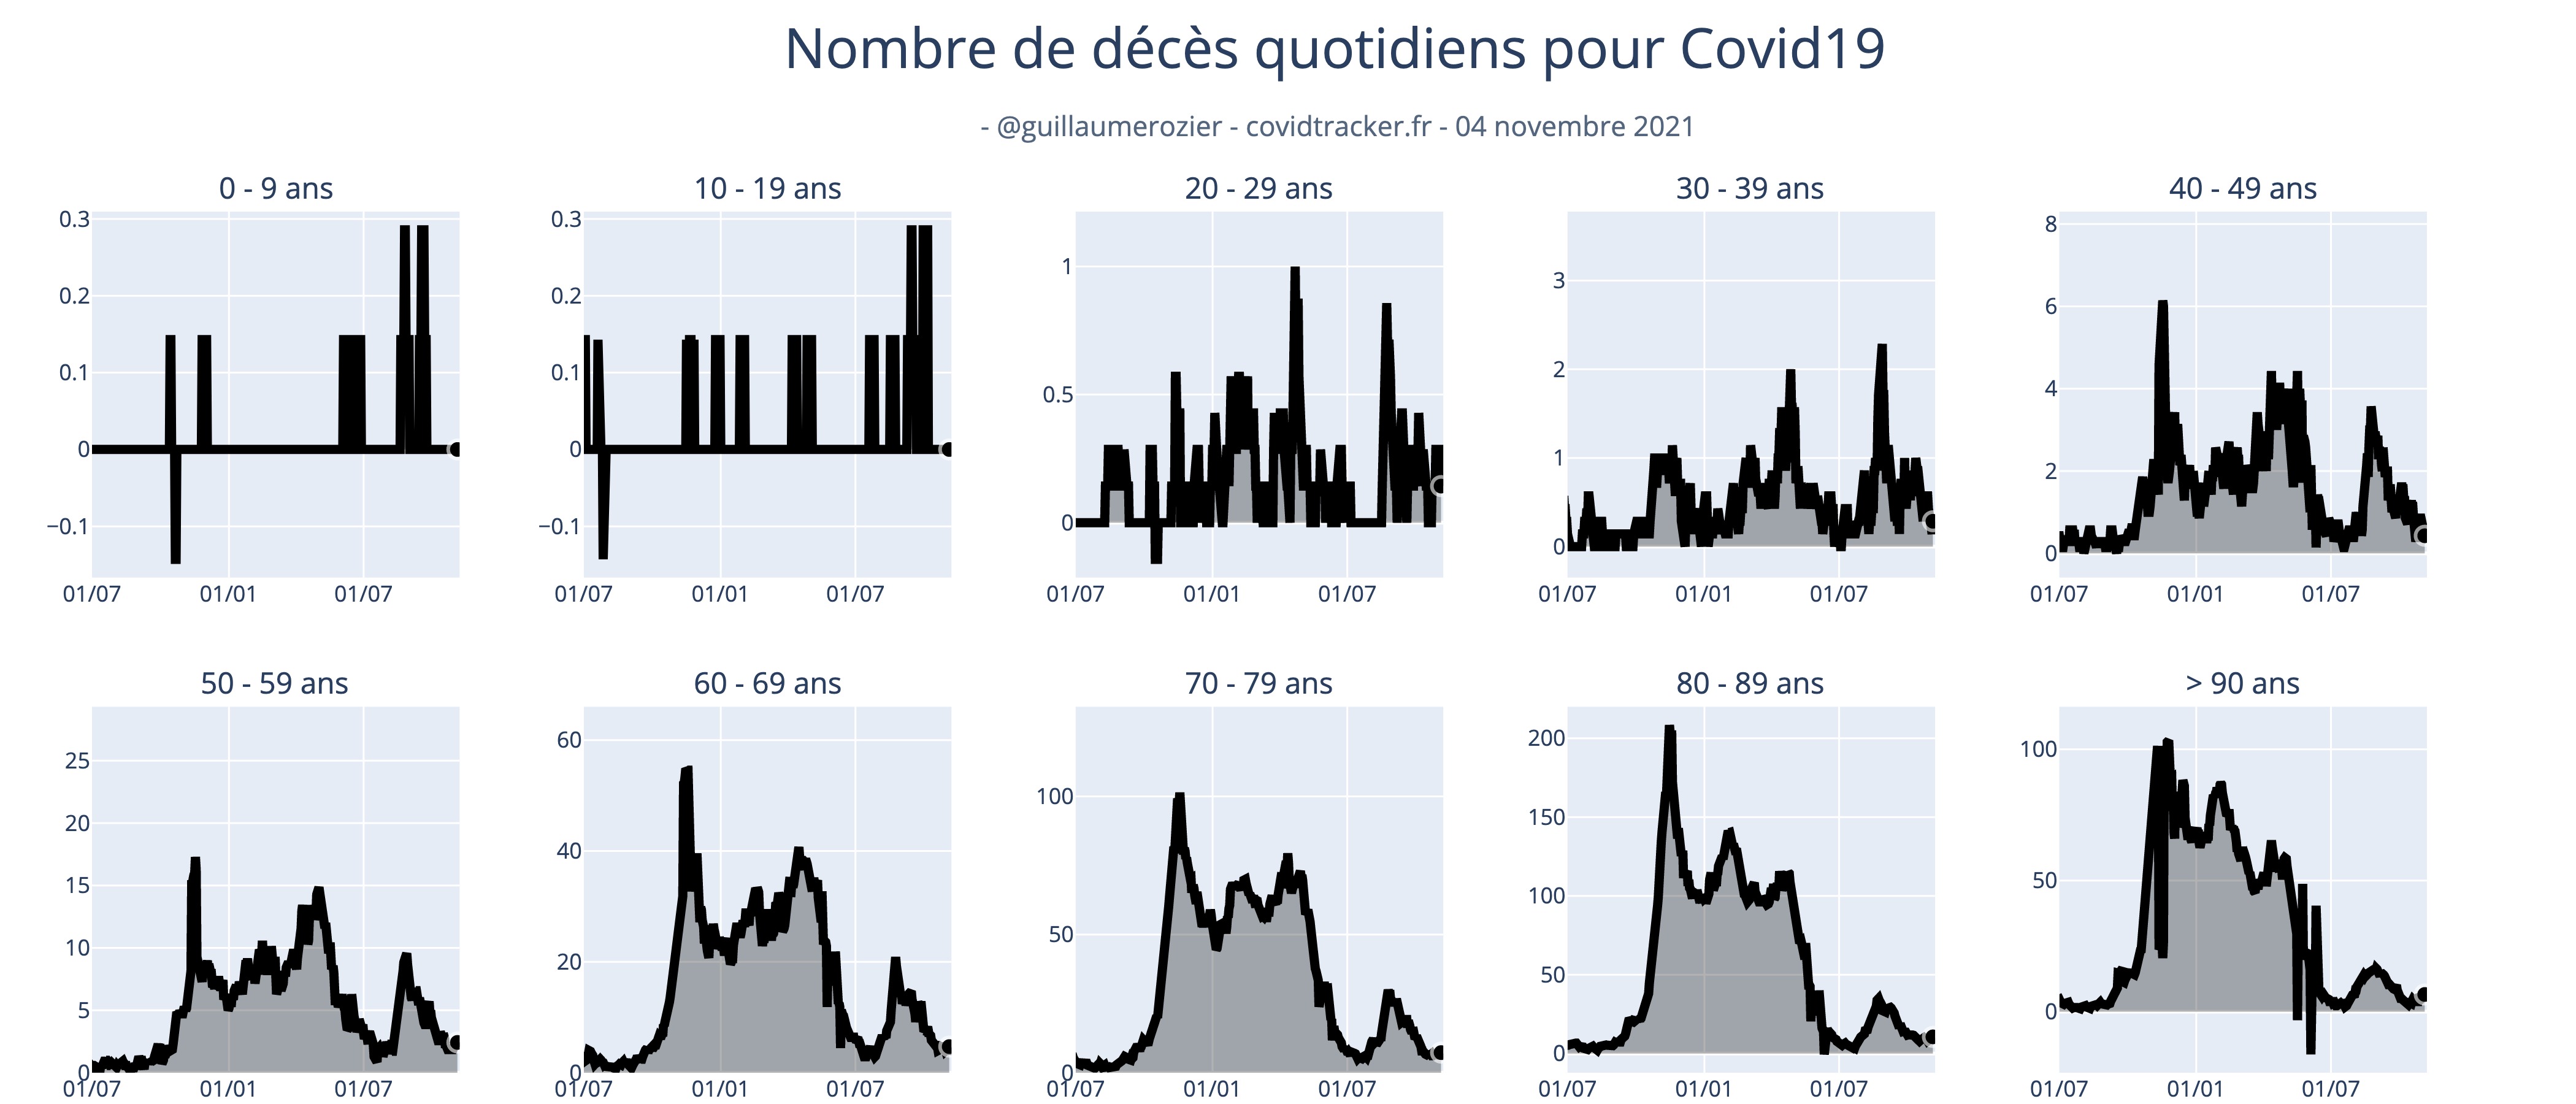 Nombre de décès quotidiens pour Covid19
- @guillaumerozier - covidtracker.fr - 04 novembre 2021
0 - 9 ans
0.3
0.2
0.1
0
−0.1
01/07 01/01 01/07
10 - 19 ans
0.3
0.2
0.1
0
−0.1
01/07 01/01 01/07
20 - 29 ans
1
0.5
0
01/07 01/01 01/07
30 - 39 ans
3
2
1
0
01/07 01/01 01/07
40 - 49 ans
8
6
4
2
0
01/07 01/01 01/07
50 - 59 ans
25
20
15
10
5
0
01/07 01/01 01/07
60 - 69 ans
60
40
20
0
01/07 01/01 01/07
70 - 79 ans
100
50
0
01/07 01/01 01/07
80 - 89 ans
200
150
100
50
0
01/07 01/01 01/07
> 90 ans
100
50
0
01/07 01/01 01/07